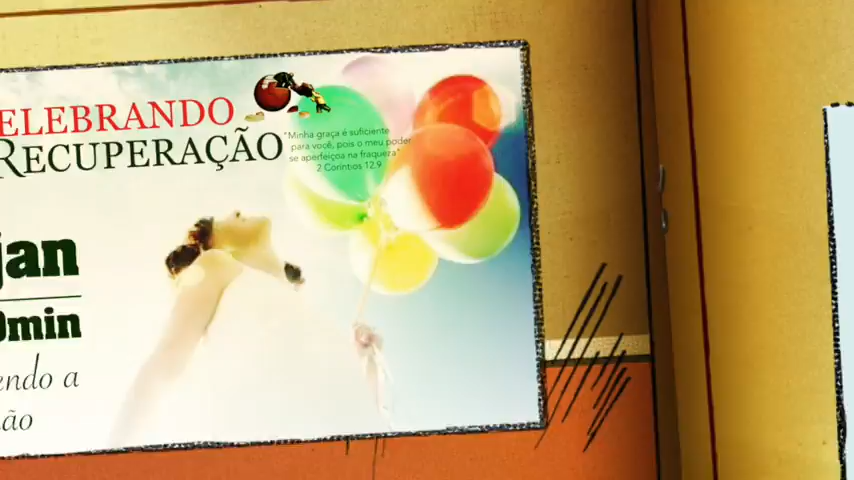 ELEBRANDO
RECUPERAÇÃO
"Minha graça é suficiente
para você, pois o meu poder
se aperfeiçoa na fraqueza"
2 Coríntios 12.9
jan
0min
endo a
ão